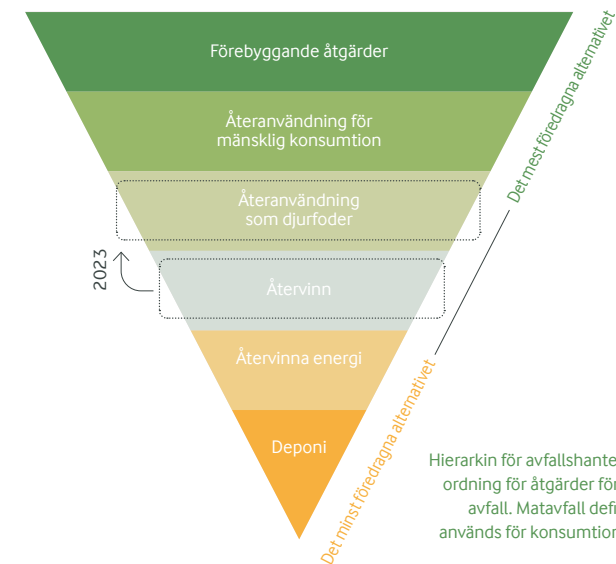 Förebyggande åtgärder
Återanvändning för
mänsklig konsumtion
Återanvändning
som djurfoder
Återvinn
Återvinna energi
Deponi
2023
Det mest föredragna alternativet
Det minst föredragna alternativet
Hierarkin för avfallshante
ordning för åtgärder för
avfall. Matavfall defi
används för konsumtion